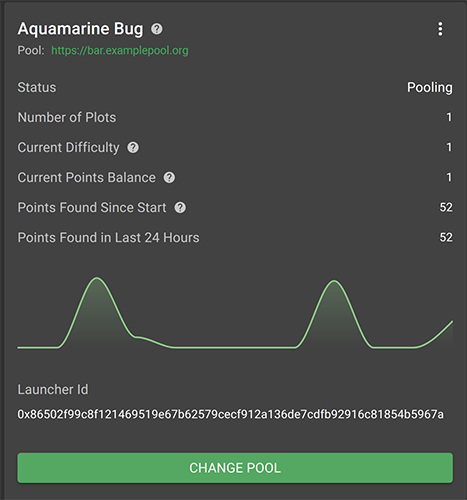 Aquamarine Bug
Pool: https://bar.examplepool.org
Status Pooling
Number of Plots 1
Current Difficulty 1
Current Points Balance 1
Points Found Since Start 52
Points Found in Last 24 Hours 52
Launcher Id
0x86502f99c8f121469519e67b62579cecf912a136de7cdfb92916c81854b5967a
CHANGE POOL